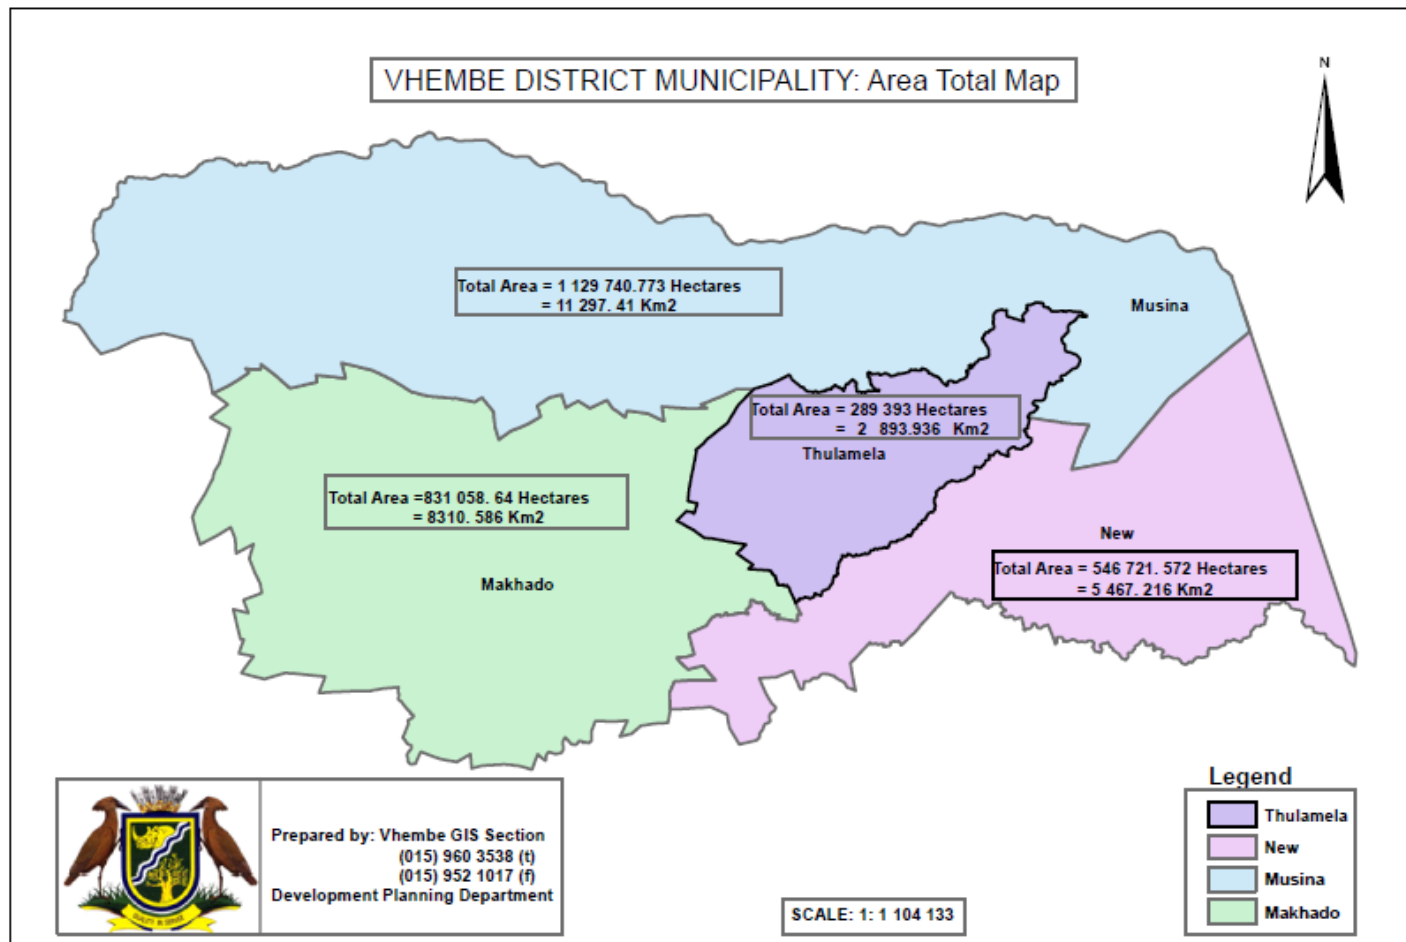 VHEMBE DISTRICT MUNICIPALITY: Area Total Map
N
Total Area = 1 129 740.773 Hectares
= 11 297. 41 Km2
Musina
Total Area = 289 393 Hectares
= 2 893.936 Km2
Thulamela
Total Area =831 058. 64 Hectares
= 8310. 586 Km2
Makhado
New
Total Area = 546 721. 572 Hectares
= 5 467. 216 Km2
Prepared by: Vhembe GIS Section
(015) 960 3538 (t)
(015) 952 1017 (f)
Development Planning Department
SCALE: 1: 1 104 133
Legend
Thulamela
New
Musina
Makhado